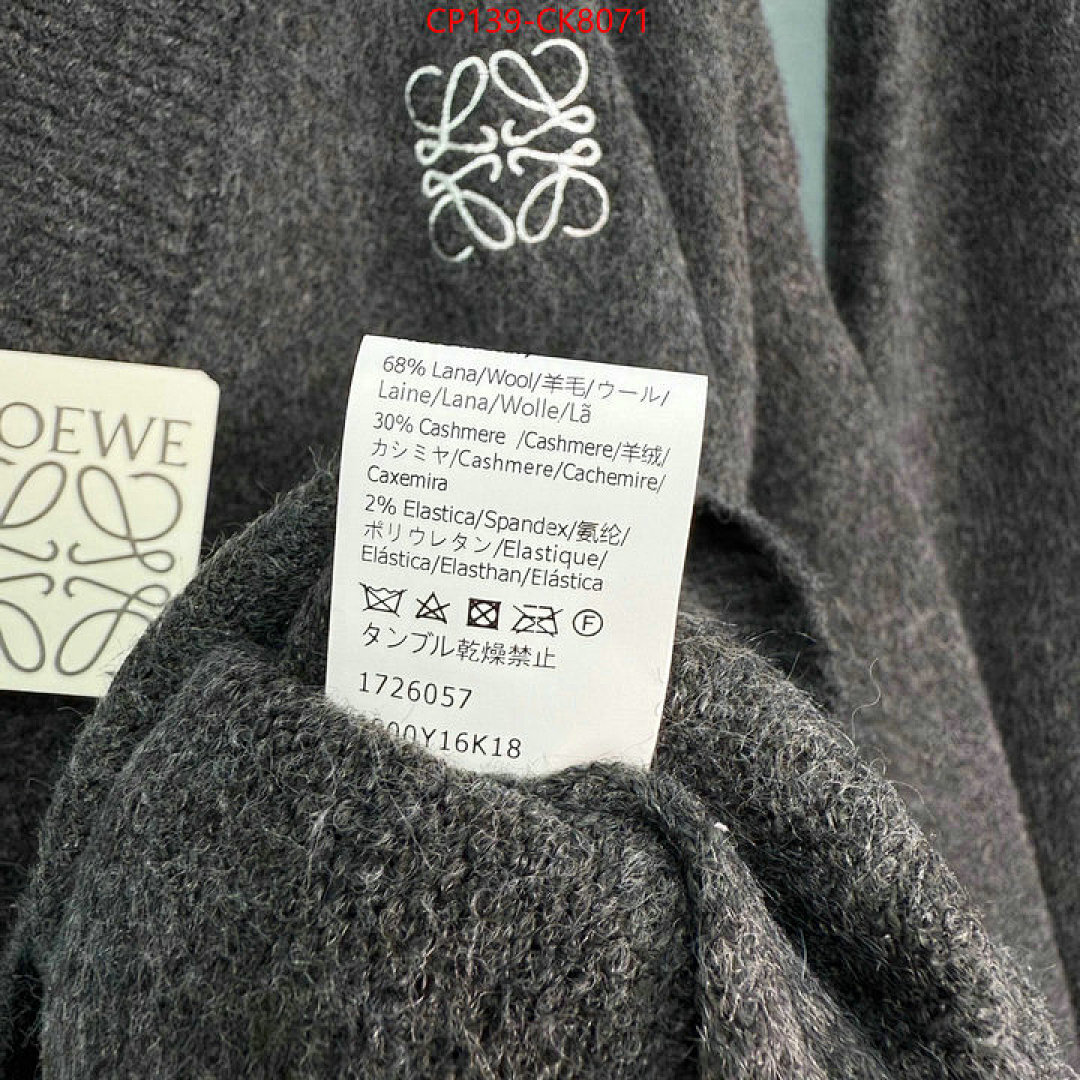 CP139-CK8071
OEWE
68% Lana/Wool/羊毛/ウール/
Laine/Lana/Wolle/Lã
30% Cashmere /Cashmere/羊绒/
カシミヤ/Cashmere/Cachemire/
Caxemira
2% Elastica/Spandex/氨纶/
ポリウレタン/Elastique/
Elástica/Elasthan/Elástica
F
タンブル乾燥禁止
1726057
00Y16K18